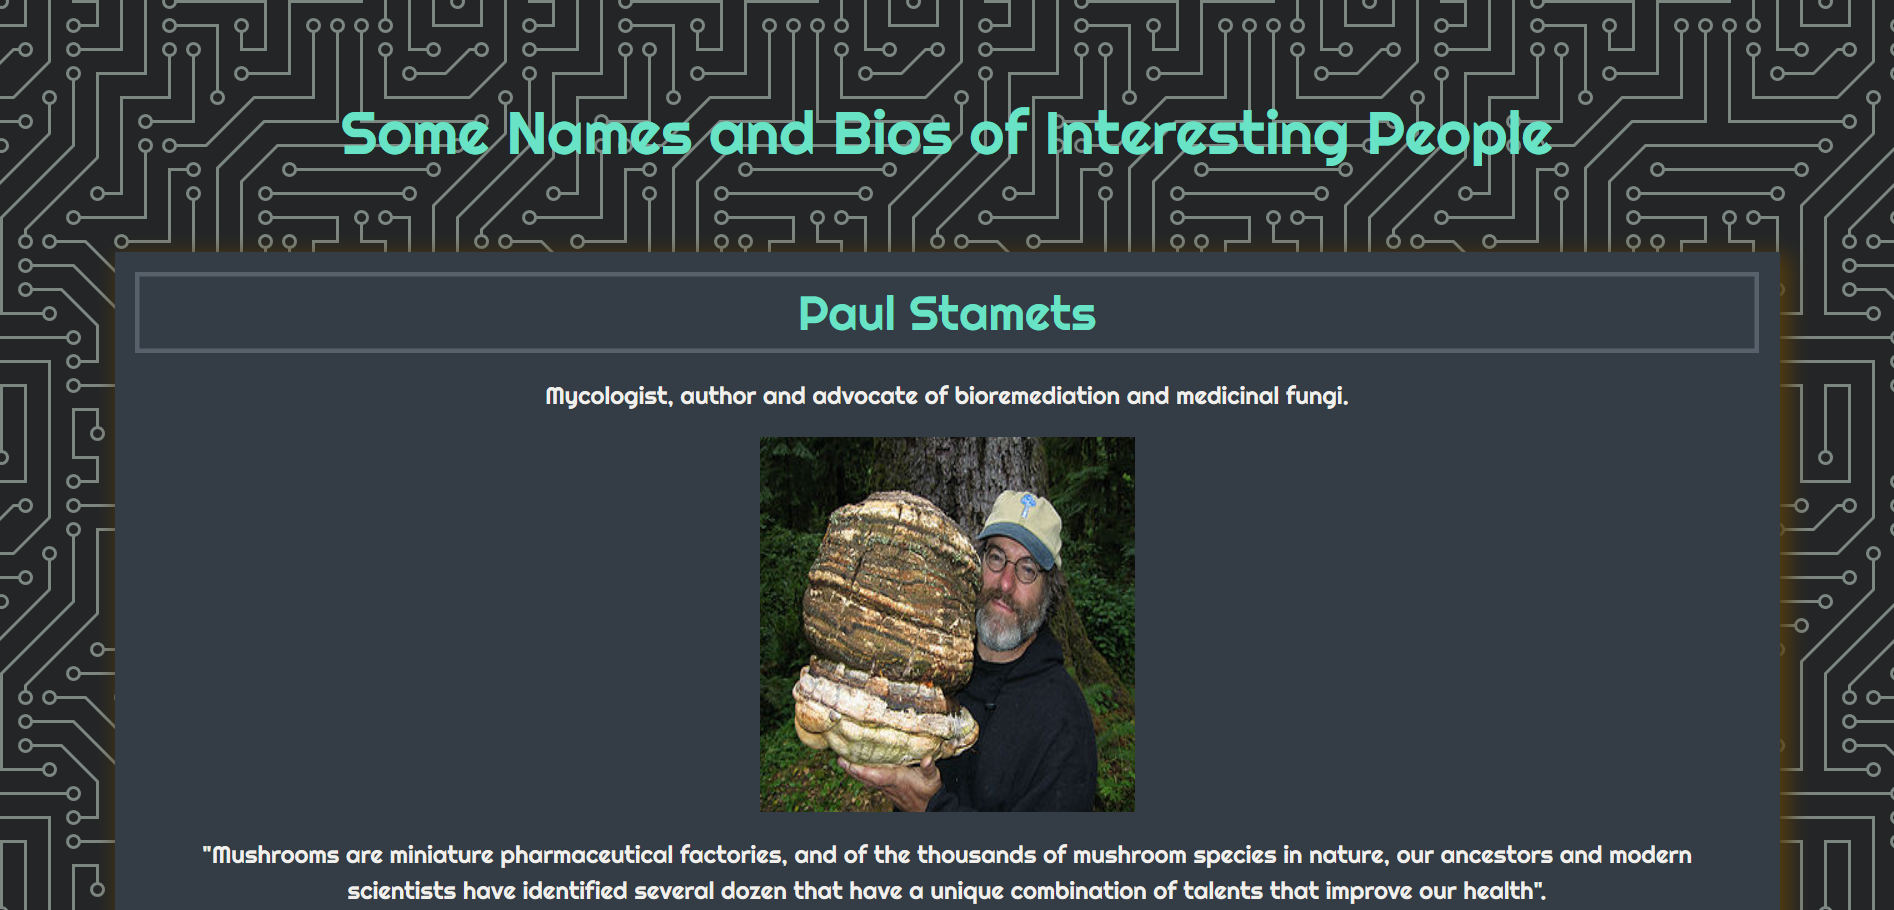 Some Names and Bios of Interesting People
Paul Stamets
Mycologist, author and advocate of bioremediation and medicinal fungi.
"Mushrooms are miniature pharmaceutical factories, and of the thousands of mushroom species in nature, our ancestors and modern
scientists have identified several dozen that have a unique combination of talents that improve our health".